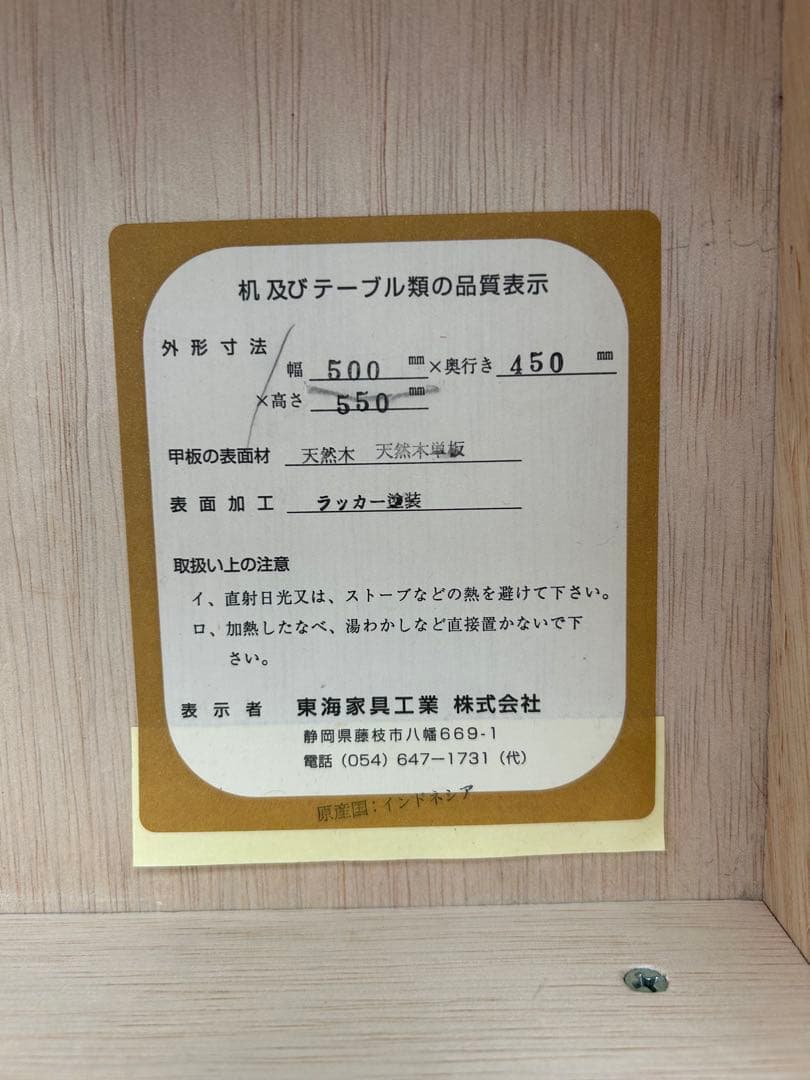 机及びテーブル類の品質表示
外形寸法
幅 500 mm ×奥行き 450 mm
×高さ 550 mm
甲板の表面材 天然木 天然木単板
表面加工 ラッカー塗装
取扱い上の注意
イ、直射日光又は、ストーブなどの熱を避けて下さい。
ロ、加熱したなべ、湯わかしなど直接置かないで下
さい。
表示者 東海家具工業 株式会社
静岡県藤枝市八幡669-1
電話（054）647－1731（代）
原産国：インドネシア